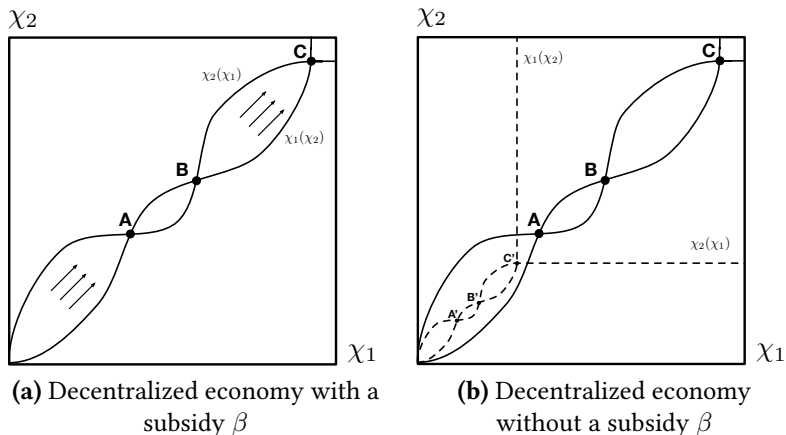 χ₂
C
χ₂(χ₁)
χ₁(χ₂)
B
A
χ₁
(a) Decentralized economy with a
subsidy β
χ₂
C
χ₁(χ₂)
B
A
χ₂(χ₁)
C'
B'
A'
χ₁
(b) Decentralized economy
without a subsidy β